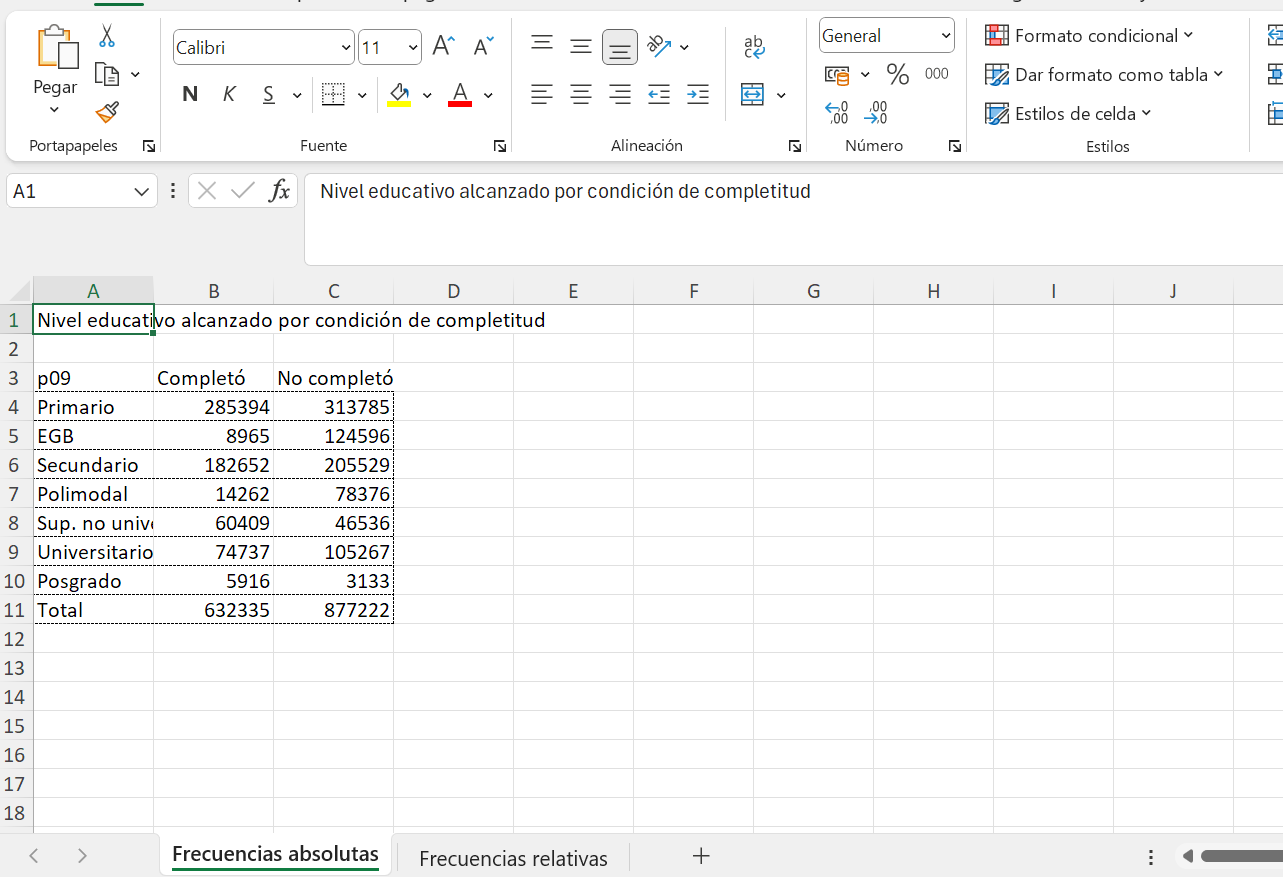 Calibri 11 General Formato condicional
Pegar N K S A ab % 000 Dar formato como tabla
Estilos de celda
Portapapeles Fuente Alineación Número Estilos
A1 fx Nivel educativo alcanzado por condición de completitud
A B C D E F G H I J
1 Nivel educativo alcanzado por condición de completitud
2
3 p09 Completó No completó
4 Primario 285394 313785
5 EGB 8965 124596
6 Secundario 182652 205529
7 Polimodal 14262 78376
8 Sup. no unive 60409 46536
9 Universitario 74737 105267
10 Posgrado 5916 3133
11 Total 632335 877222
12
13
14
15
16
17
18
Frecuencias absolutas Frecuencias relativas +